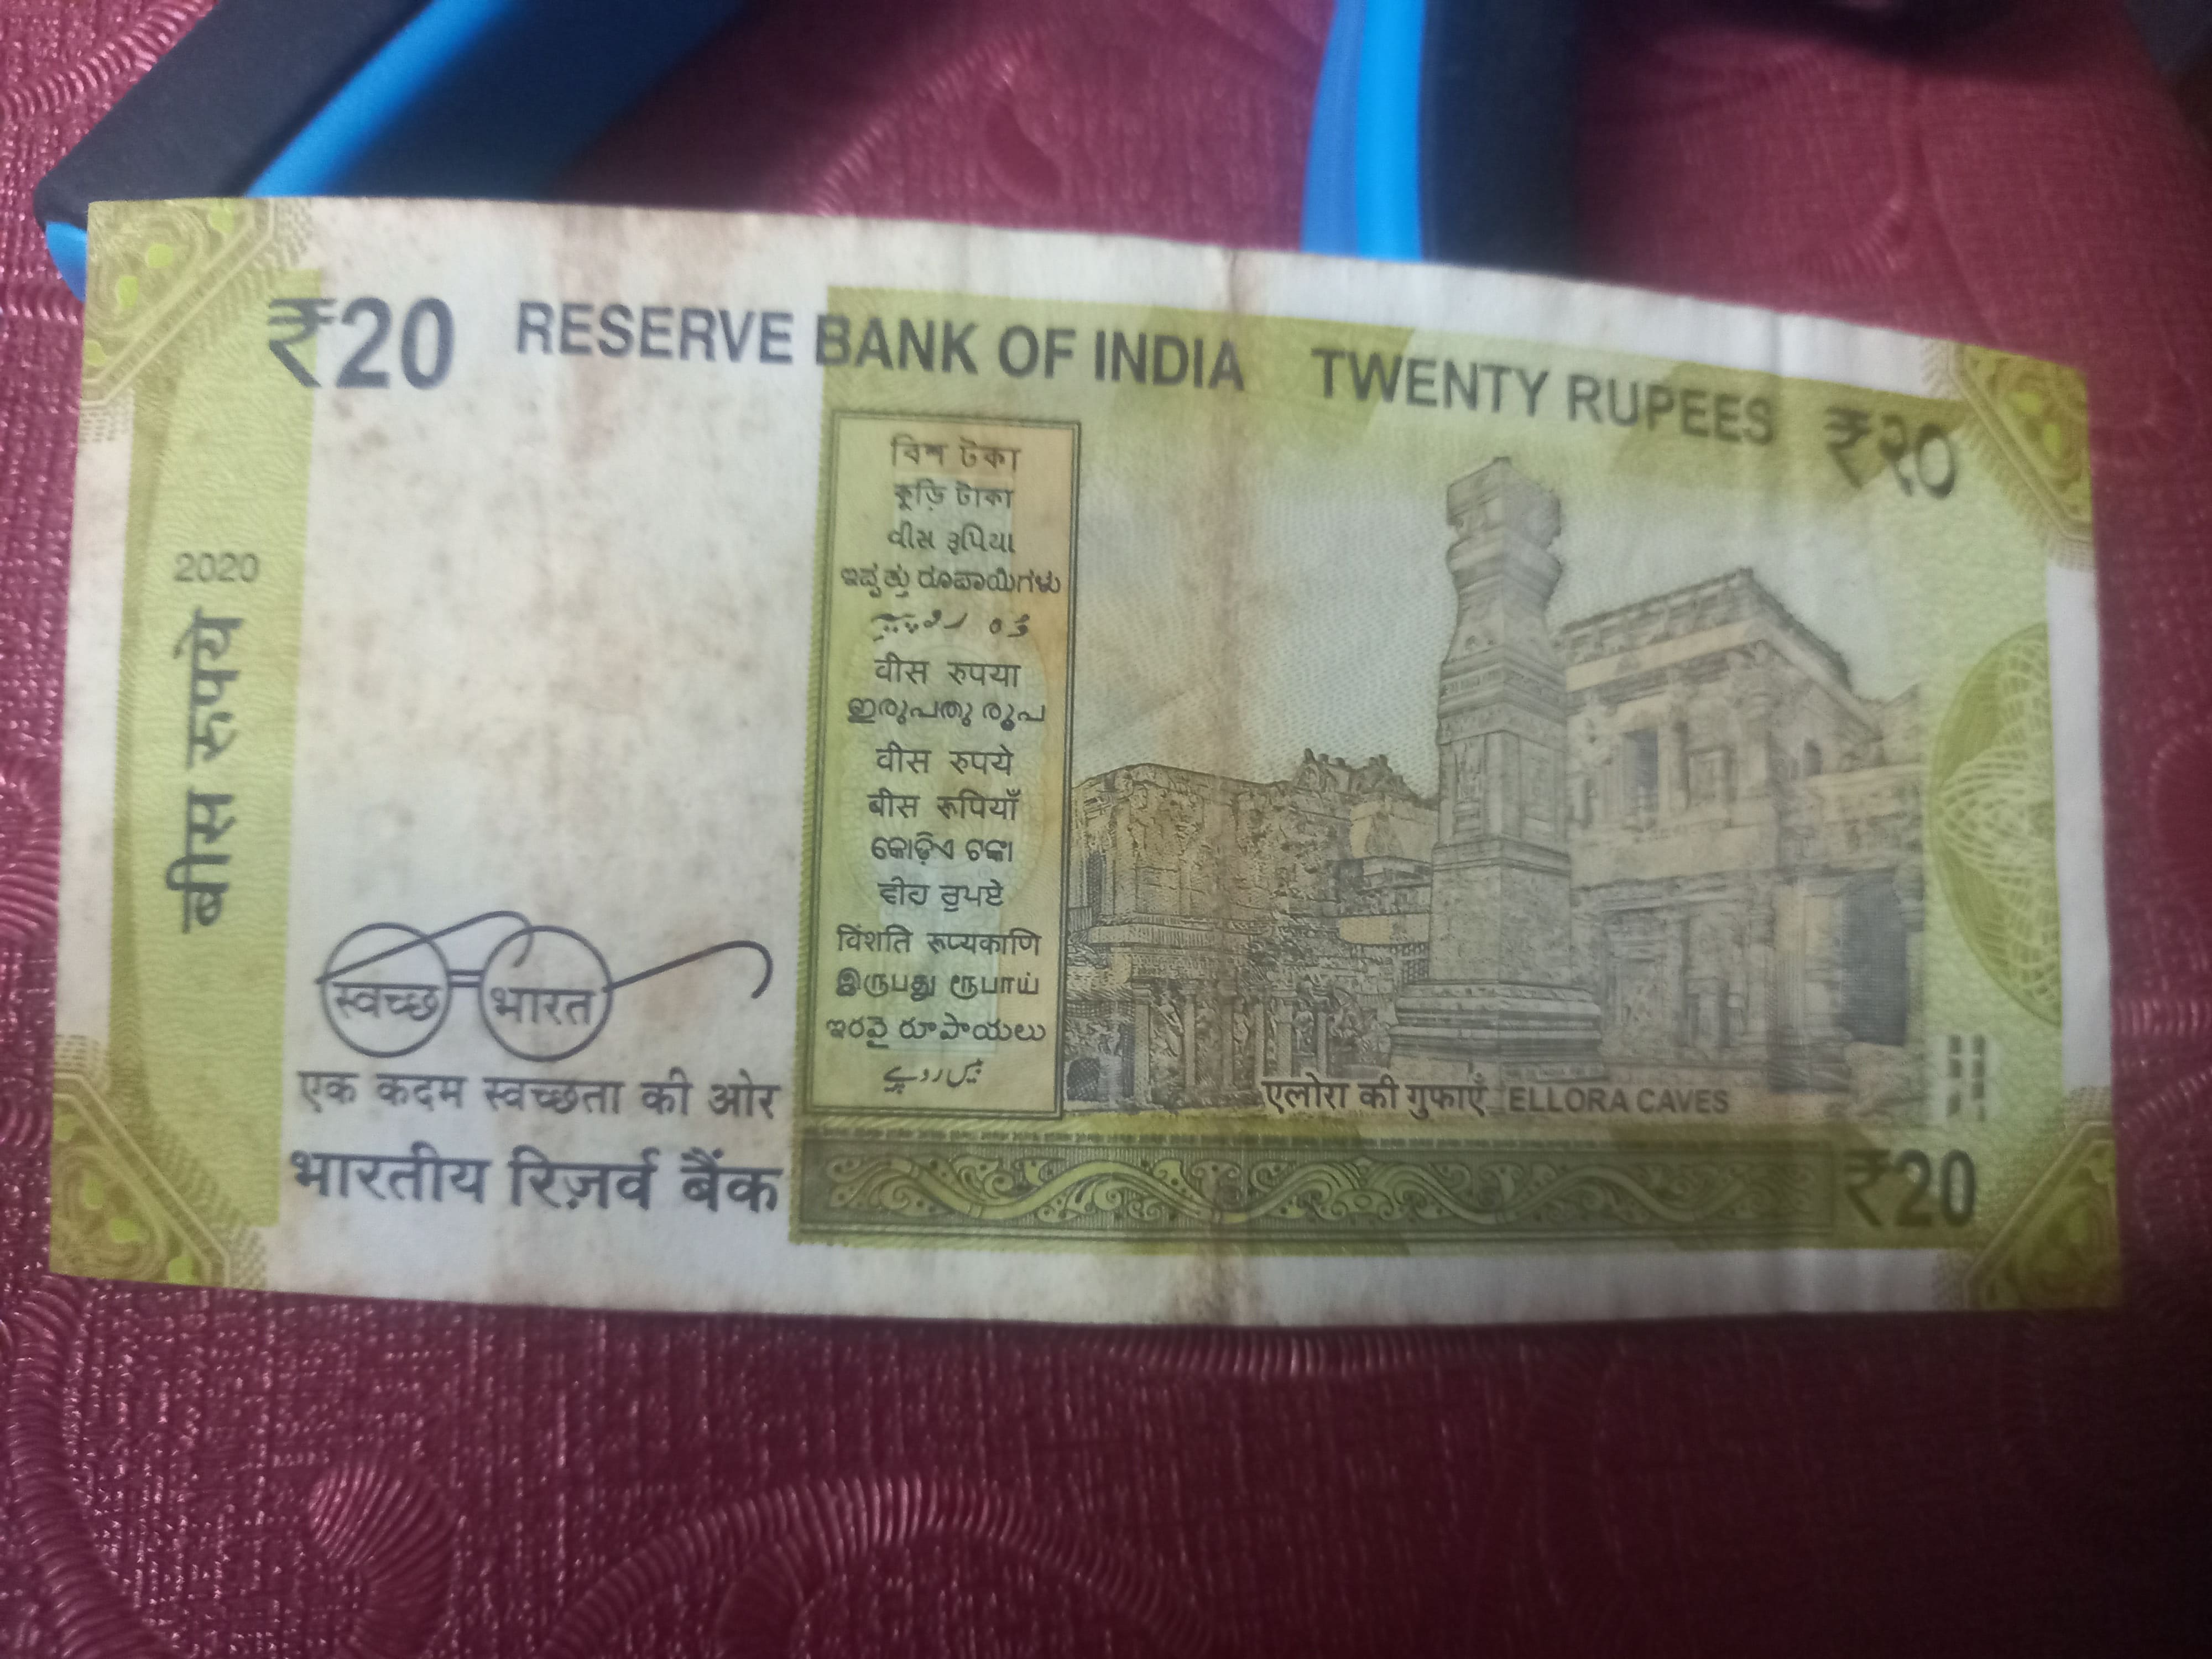 ₹20 RESERVE BANK OF INDIA TWENTY RUPEES ₹२०
2020
बीस रुपये
বিশ টকা
কুড়ি টাকা
વીસ રૂપિયા
ಇಪ್ಪತ್ತು ರೂಪಾಯಿಗಳು
वीस रुपया
ഇരുപതു രൂപ
वीस रुपये
बीस रूपियाँ
କୋଡ଼ିଏ ଟଙ୍କା
ਵੀਹ ਰੁਪਏ
विंशति रूप्यकाणि
இருபது ரூபாய்
ఇరవై రూపాయలు
بیس روپے
स्वच्छ भारत
एक कदम स्वच्छता की ओर
भारतीय रिज़र्व बैंक
एलोरा की गुफाएँ ELLORA CAVES
₹20